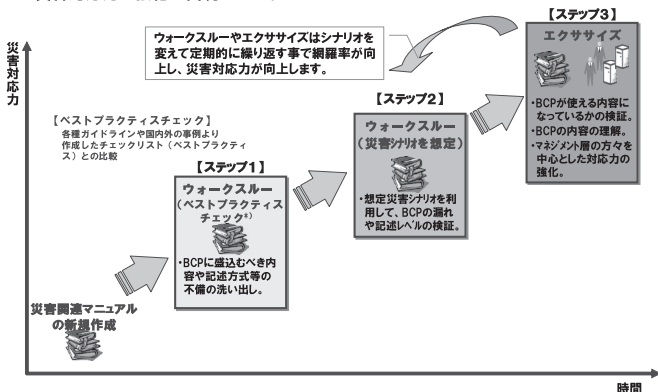 【ステップ3】
エクササイズ
・BCPが使える内容に
なっているかの検証。
・BCPの内容の理解。
・マネジメント層の方々を
中心とした対応力の
強化。
ウォークスルーやエクササイズはシナリオを
変えて定期的に繰り返す事で網羅率が向
上し、災害対応力が向上します。
災害対応力
【ステップ2】
ウォークスルー
(災害シナリオを想定)
・想定災害シナリオを利
用して、BCPの漏れ
や記述レベルの検証。
【ベストプラクティスチェック】
各種ガイドラインや国内外の事例より
作成したチェックリスト(ベストプラクティ
ス)との比較
【ステップ1】
ウォークスルー
(ベストプラクティス
チェック*)
・BCPに盛込むべき内
容や記述方式等の
不備の洗い出し。
災害関連マニュアル
の新規作成
時間